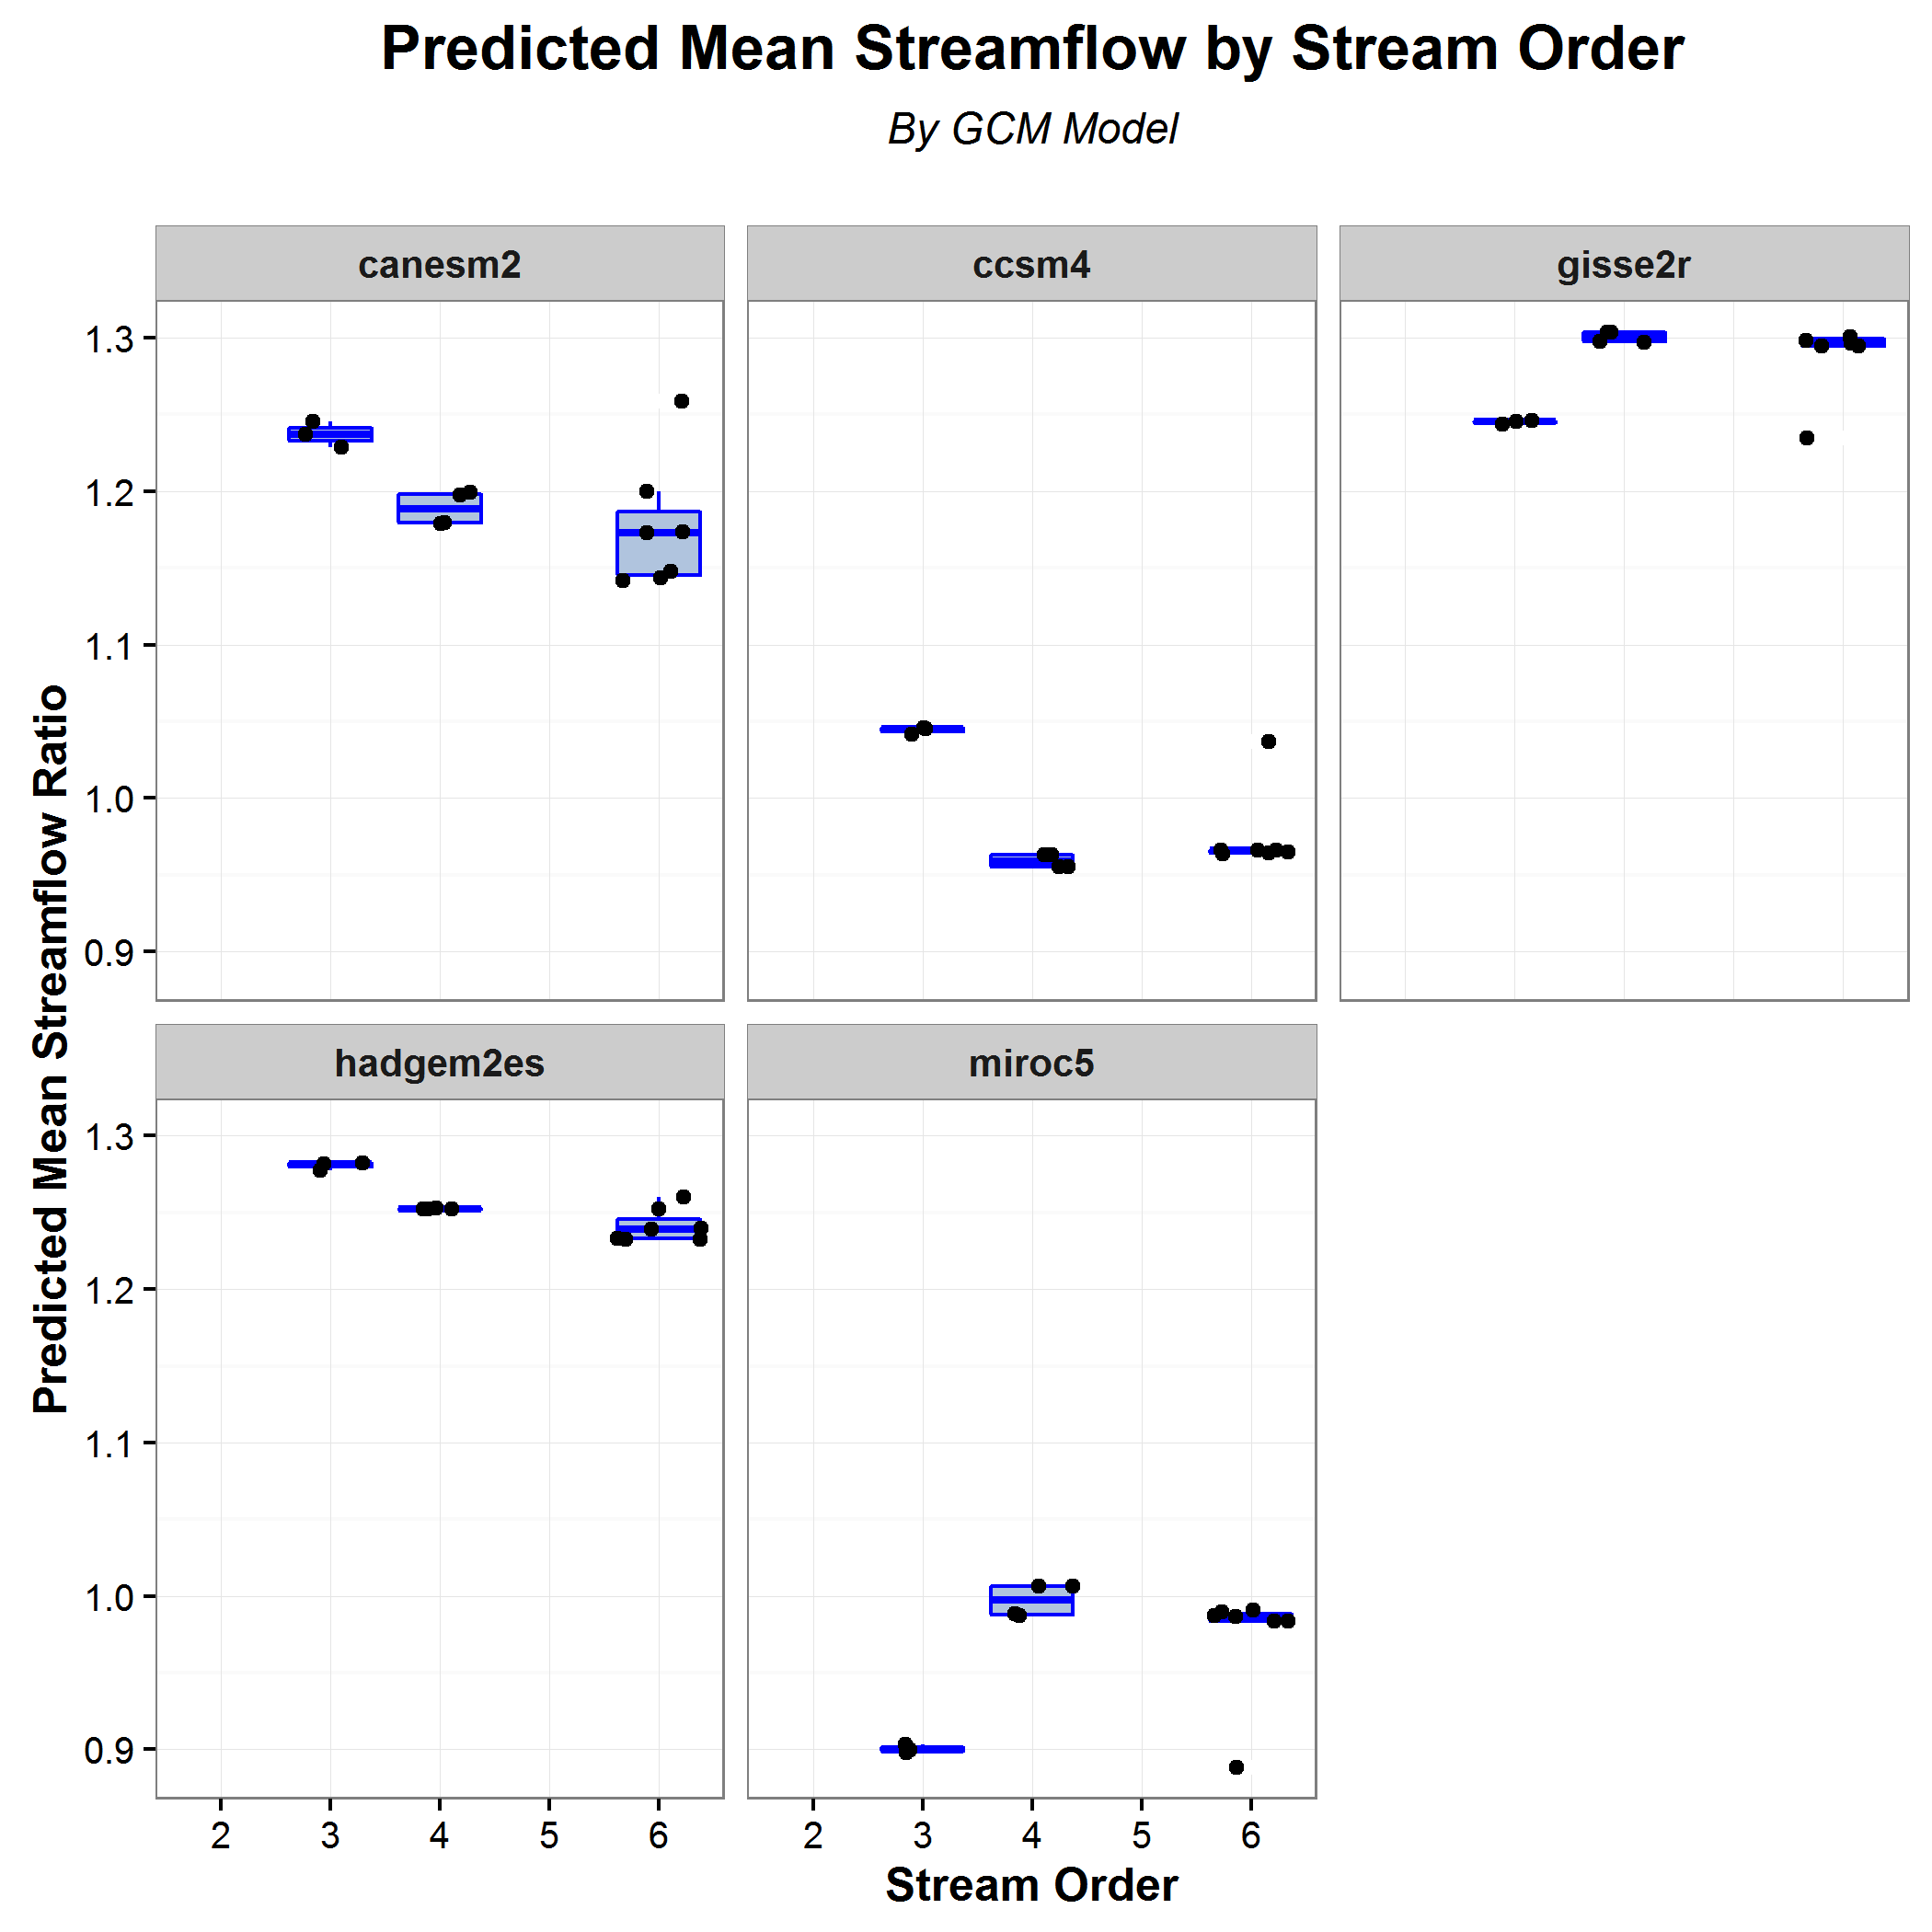 Predicted Mean Streamflow by Stream Order
By GCM Model
canesm2
ccsm4
gisse2r
1.3
1.2
1.1
1.0
0.9
Predicted Mean Streamflow Ratio
hadgem2es
miroc5
1.3
1.2
1.1
1.0
0.9
2 3 4 5 6
2 3 4 5 6
Stream Order